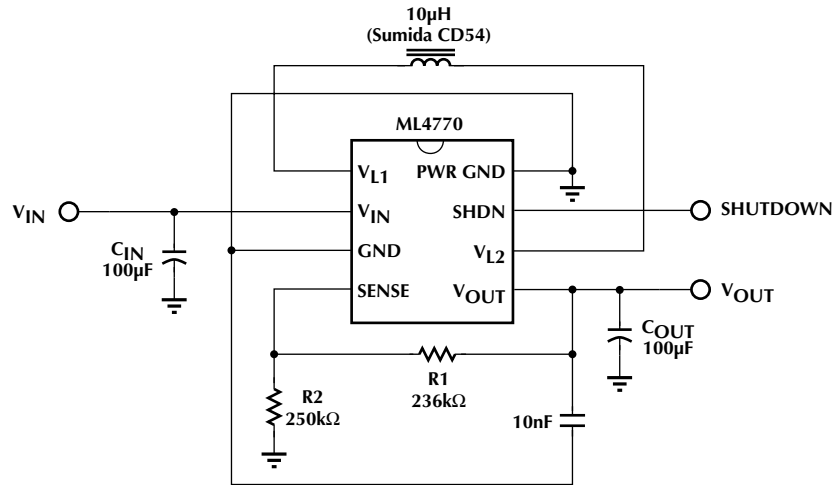 10µH
(Sumida CD54)
ML4770
VL1
PWR GND
VIN
VIN
SHDN
SHUTDOWN
CIN
100µF
GND
VL2
SENSE
VOUT
VOUT
COUT
100µF
R1
236kΩ
R2
250kΩ
10nF